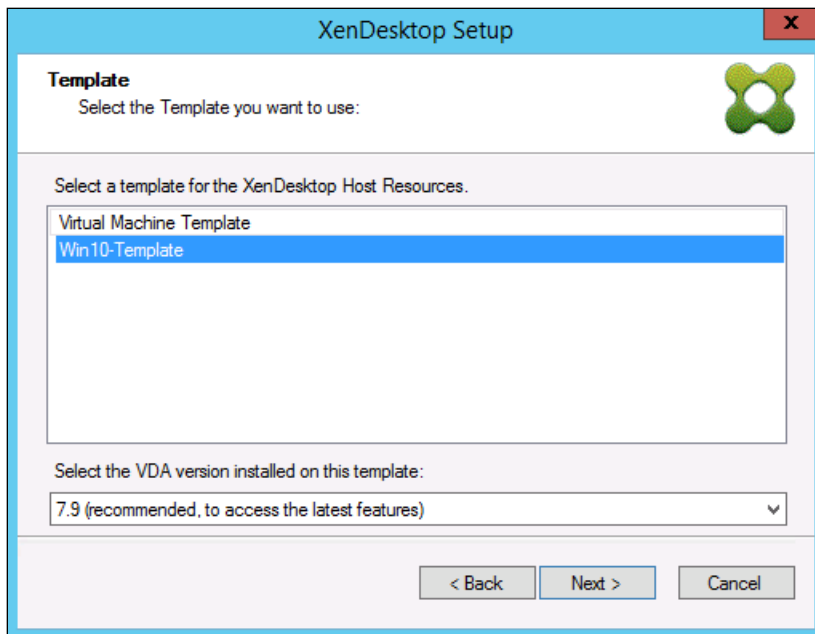 XenDesktop Setup
x
Template
Select the Template you want to use:
Select a template for the XenDesktop Host Resources.
Virtual Machine Template
Win10-Template
Select the VDA version installed on this template:
7.9 (recommended, to access the latest features)
< Back
Next >
Cancel